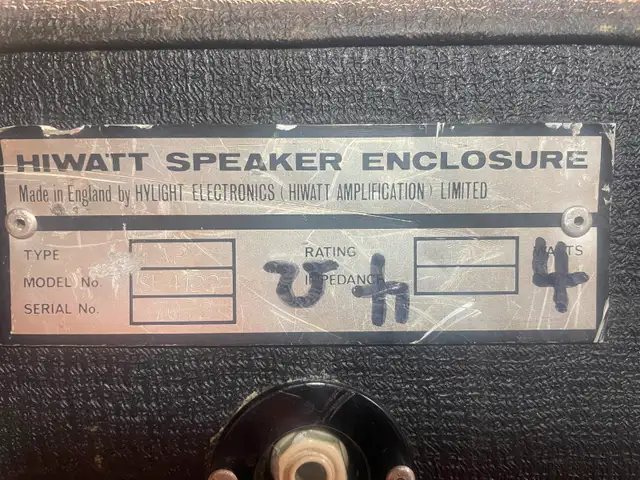 HIWATT SPEAKER ENCLOSURE
Made in England by HYLIGHT ELECTRONICS (HIWATT AMPLIFICATION) LIMITED
TYPE RATING WATTS
MODEL No. IMPEDANCE
SERIAL No.
4